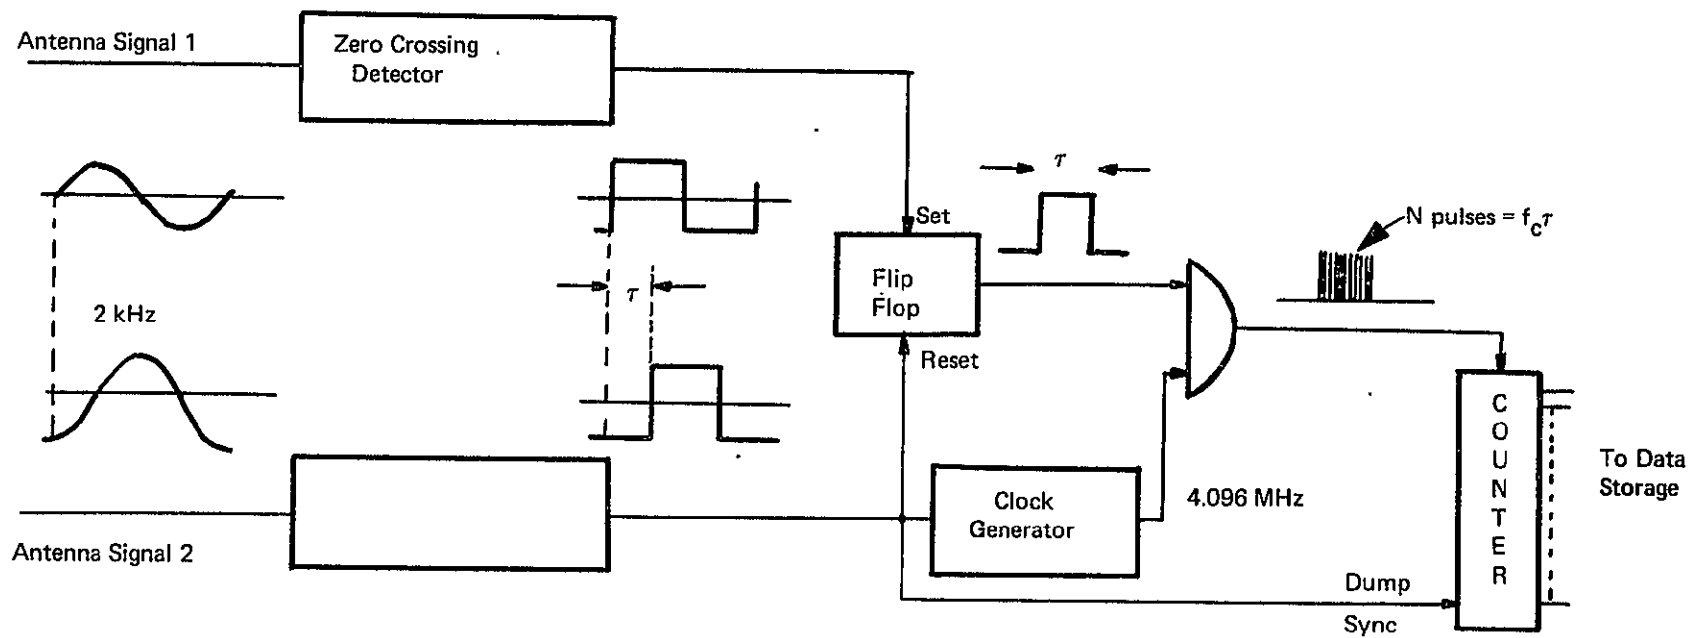 Antenna Signal 1
Zero Crossing
Detector
τ
Set
N pulses = f_cτ
Flip
Flop
τ
2 kHz
Reset
C
O
U
N
T
E
R
To Data
Storage
Clock
Generator
4.096 MHz
Antenna Signal 2
Dump
Sync